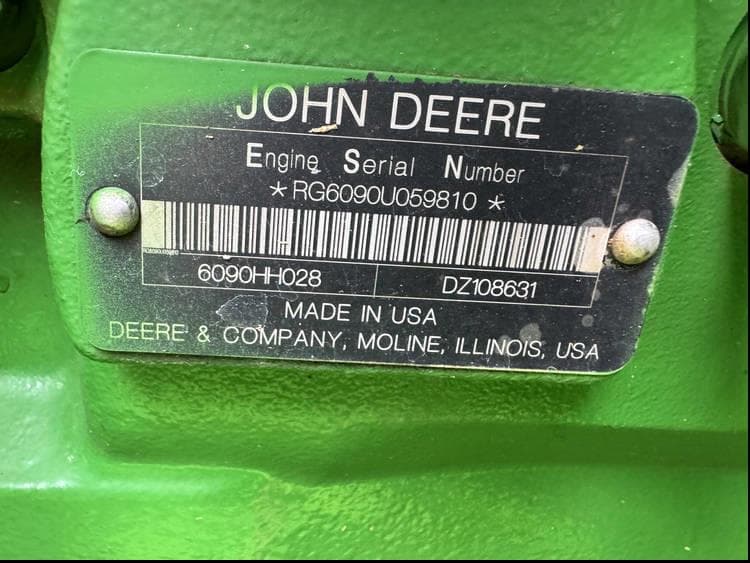 JOHN DEERE
Engine Serial Number
*RG6090U059810*
6090HH028 DZ108631
MADE IN USA
DEERE & COMPANY, MOLINE, ILLINOIS, USA